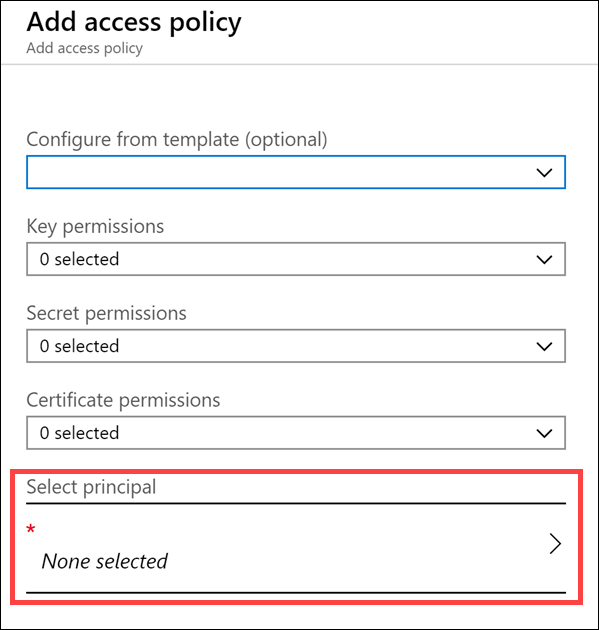 Add access policy
Add access policy
Configure from template (optional)
Key permissions
0 selected
Secret permissions
0 selected
Certificate permissions
0 selected
Select principal
*
None selected